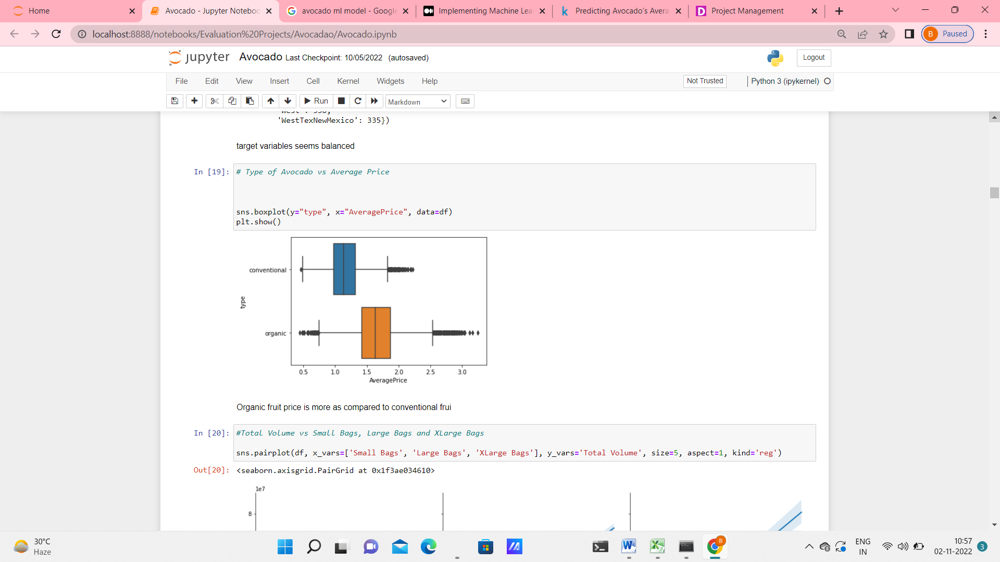 Home
Avocado - Jupyter Noteboo
avocado ml model - Google
Implementing Machine Lea
Predicting Avocado's Avera
Project Management
localhost:8888/notebooks/Evaluation%20Projects/Avocadao/Avocado.ipynb
B Paused
jupyter Avocado Last Checkpoint: 10/05/2022 (autosaved)
Logout
File Edit View Insert Cell Kernel Widgets Help
Not Trusted
Python 3 (ipykernel)
Run
Markdown
'WestTexNewMexico': 335})
target variables seems balanced
In [19]: # Type of Avocado vs Average Price
sns.boxplot(y="type", x="AveragePrice", data=df)
plt.show()
conventional
type
organic
0.5 1.0 1.5 2.0 2.5 3.0
AveragePrice
Organic fruit price is more as compared to conventional frui
In [20]: #Total Volume vs Small Bags, Large Bags and XLarge Bags
sns.pairplot(df, x_vars=['Small Bags', 'Large Bags', 'XLarge Bags'], y_vars='Total Volume', size=5, aspect=1, kind='reg')
Out[20]: <seaborn.axisgrid.PairGrid at 0x1f3ae034610>
1e7
8
30°C
Haze
ENG
IN
10:57
02-11-2022
3